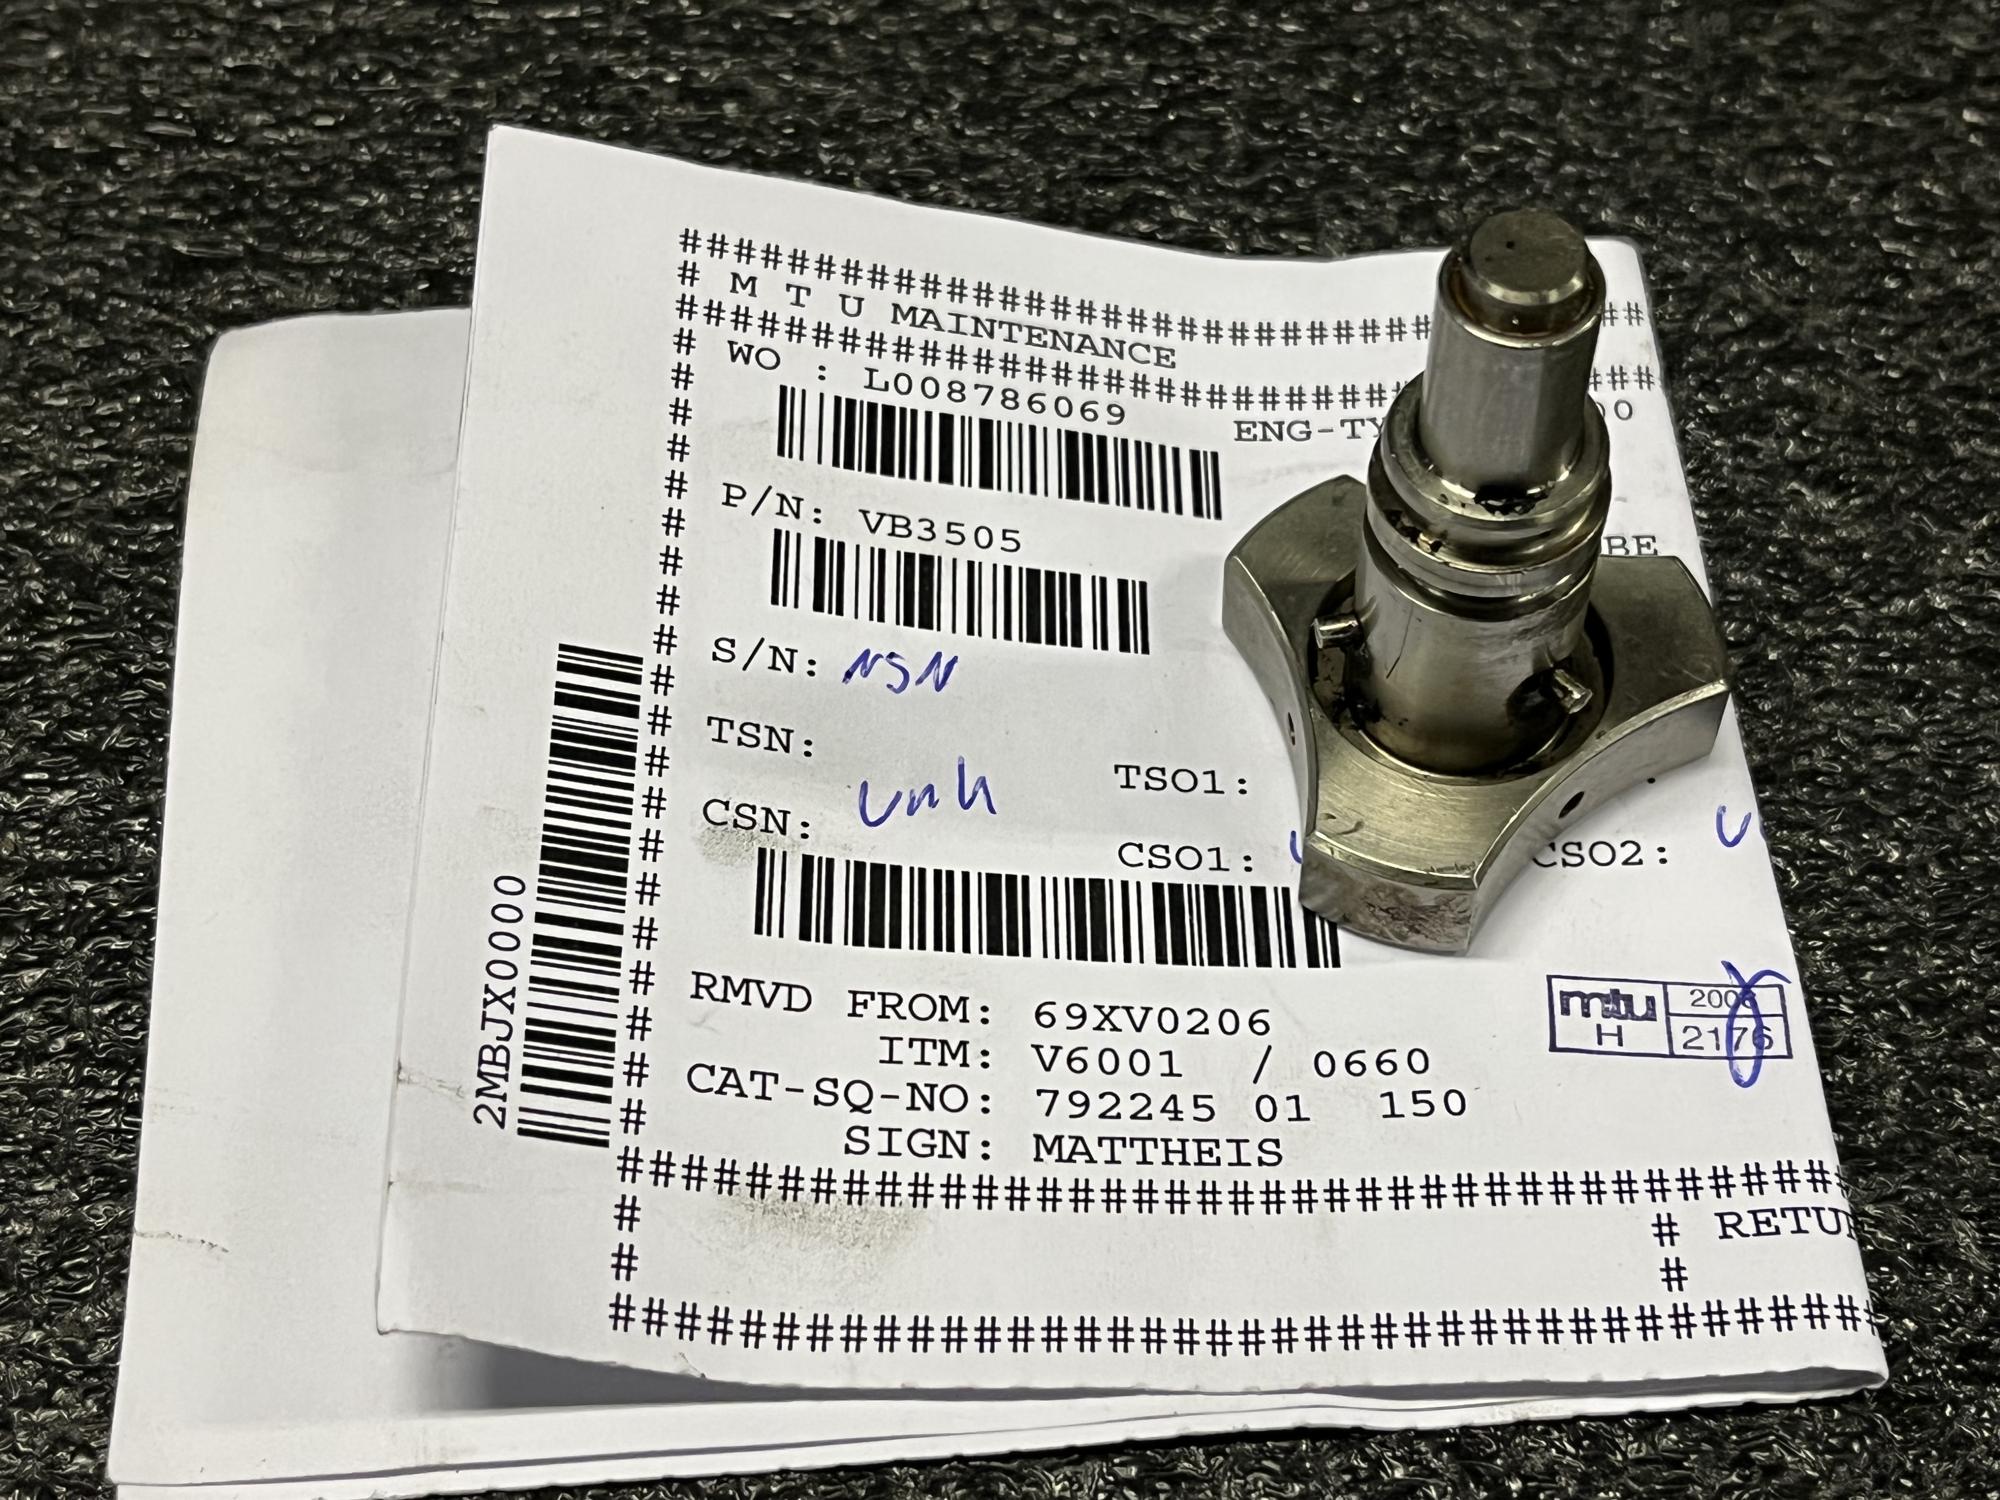 ##############################
# M T U MAINTENANCE
##############################
# WO : L008786069
ENG-TY
# P/N: VB3505
BE
# S/N: NSN
# TSN:
TSO1:
unk
# CSN:
CSO1:
CSO2:
# RMVD FROM: 69XV0206
# ITM: V6001 / 0660
# CAT-SQ-NO: 792245 01 150
# SIGN: MATTHEIS
######################################
# # RETU
# #
######################################
2MBJX0000
mtu
H
2176